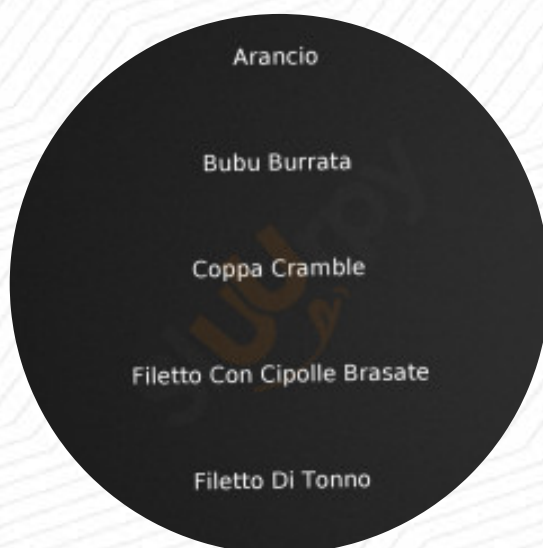 Arancio
Bubu Burrata
Coppa Cramble
Filetto Con Cipolle Brasate
Filetto Di Tonno